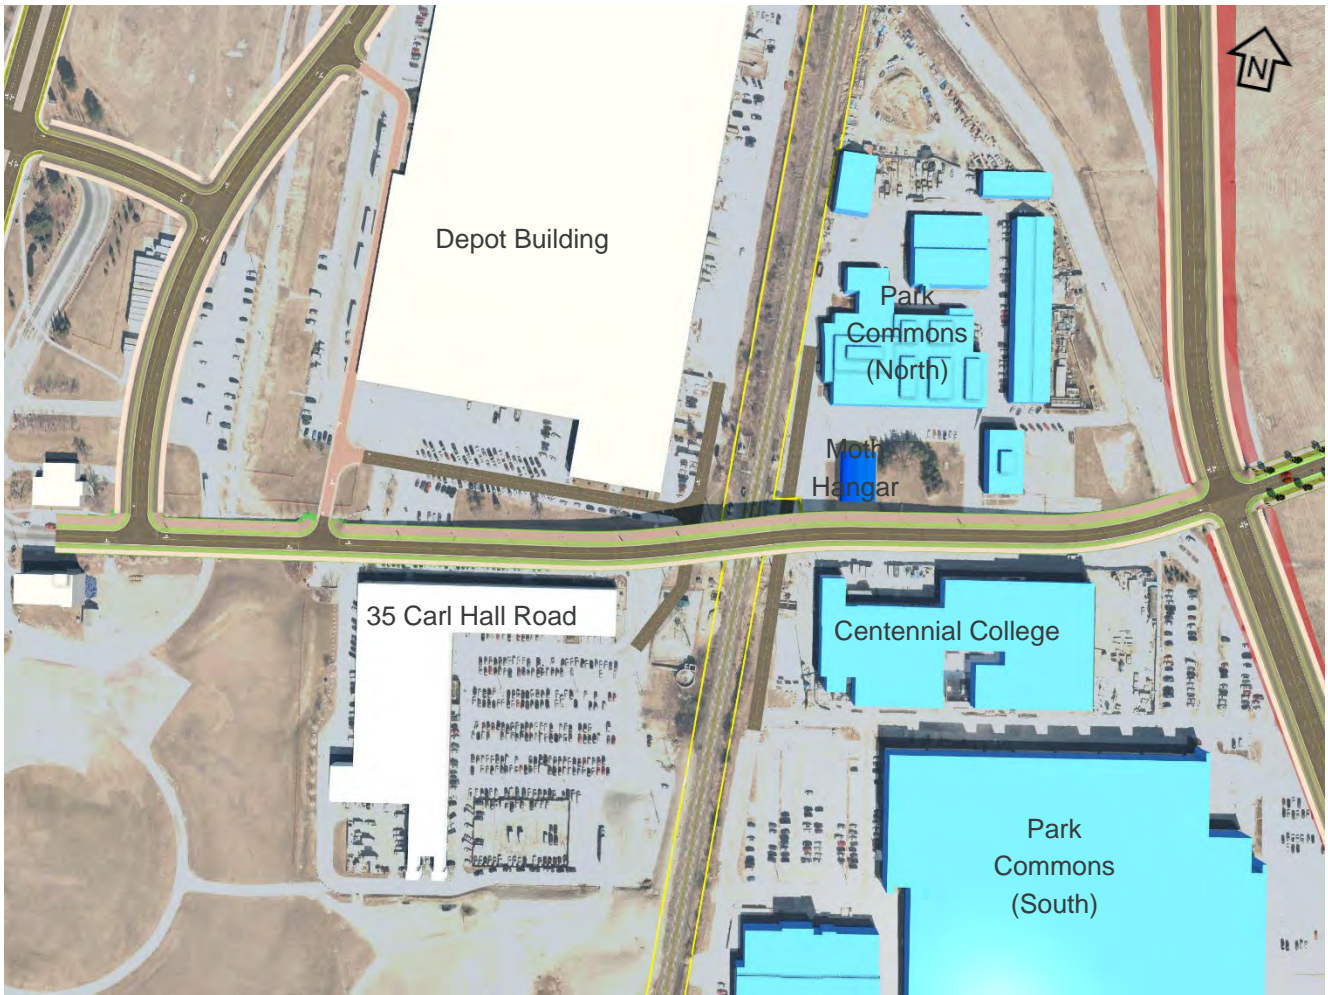 N
Depot Building
Park
Commons
(North)
Moth
Hangar
35 Carl Hall Road
Centennial College
Park
Commons
(South)